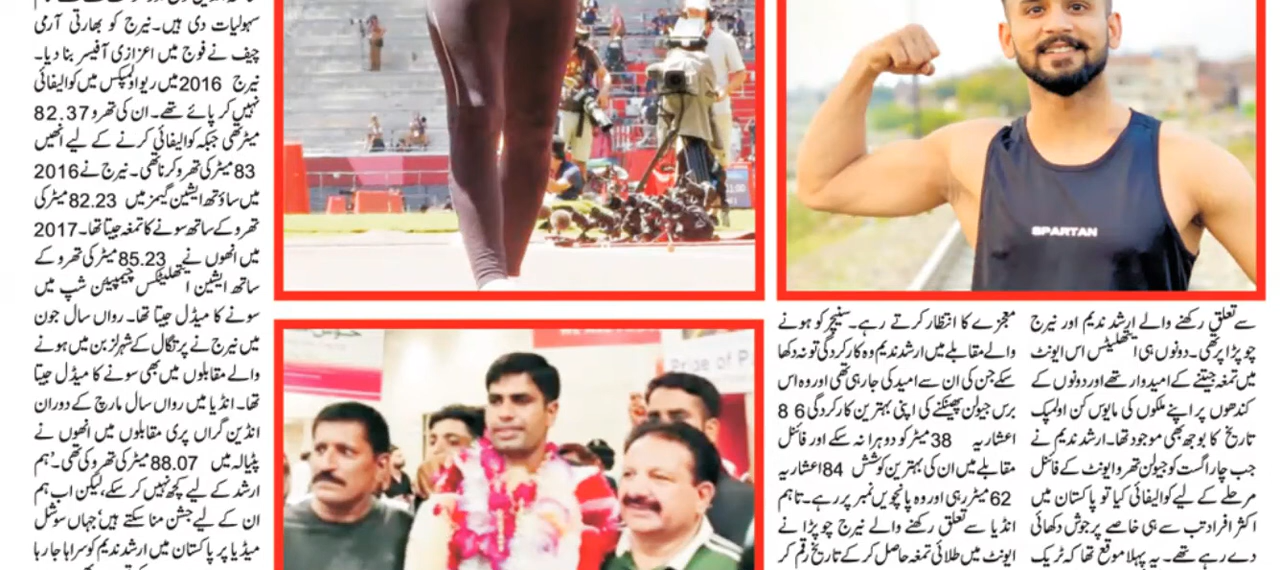 سہولیات دی ہیں۔نیرج کو بھارتی آرمی
چیف نے فوج میں اعزازی آفیسر بنا دیا۔
نیرج 2016میں ریواولمپکس میں کوالیفائی
نہیں کر پائے تھے۔ ان کی تھرو 82.37
میٹرتھی جبکہ کوالیفائی کرنے کے لیے انھیں
83 میٹر کی تھرو کرنا تھی۔ نیرج نے 2016
میں ساؤتھ ایشین گیمز میں 82.23 میٹر کی
تھرو کے ساتھ سونے کا تمغہ جیتا تھا۔ 2017
میں انھوں نے 85.23 میٹر کی تھرو کے
ساتھ ایشین ایتھلیٹکس چیمپیئن شپ میں
سونے کا میڈل جیتا تھا۔ رواں سال جون
میں نیرج نے پرتگال کے شہر لزبن میں ہونے
والے مقابلوں میں بھی سونے کا میڈل جیتا
تھا۔ انڈیا میں رواں سال مارچ کے دوران
انڈین گراں پری مقابلوں میں انھوں نے
پٹیالہ میں 88.07 میٹر کی تھرو کی تھی۔'ہم
ارشد کے لیے کچھ نہیں کر سکے، لیکن اب ہم
ان کے لیے جشن منا سکتے ہیں' جہاں سوشل
میڈیا پر پاکستان میں ارشد ندیم کو سراہا جا رہا
SPARTAN
سے تعلق رکھنے والے ارشد ندیم اور نیرج
چوپڑا پر تھی۔ دونوں ہی ایتھلیٹس اس ایونٹ
میں تمغہ جیتنے کے امیدوار تھے اور دونوں کے
کندھوں پر اپنے ملکوں کی مایوس کن اولمپک
تاریخ کا بوجھ بھی موجود تھا۔ ارشد ندیم نے
جب چار اگست کو جیولن تھرو ایونٹ کے فائنل
مرحلے کے لیے کوالیفائی کیا تو پاکستان میں
اکثر افراد تب سے ہی خاصے پرجوش دکھائی
دے رہے تھے۔ یہ پہلا موقع تھا کہ ٹریک
معجزے کا انتظار کرتے رہے۔ سنیچر کو ہونے
والے مقابلے میں ارشد ندیم وہ کارکردگی تو نہ دکھا
سکے جن کی ان سے امید کی جارہی تھی اور وہ اس
برس جیولن پھینکنے کی اپنی بہترین کارکردگی 6 8
اعشاریہ 38 میٹر کو دوہرا نہ سکے اور فائنل
مقابلے میں ان کی بہترین کوشش 84 اعشاریہ
62 میٹر رہی اور وہ پانچویں نمبر پر رہے۔ تاہم
انڈیا سے تعلق رکھنے والے نیرج چوپڑا نے
ایونٹ میں طلائی تمغہ حاصل کرکے تاریخ رقم کر